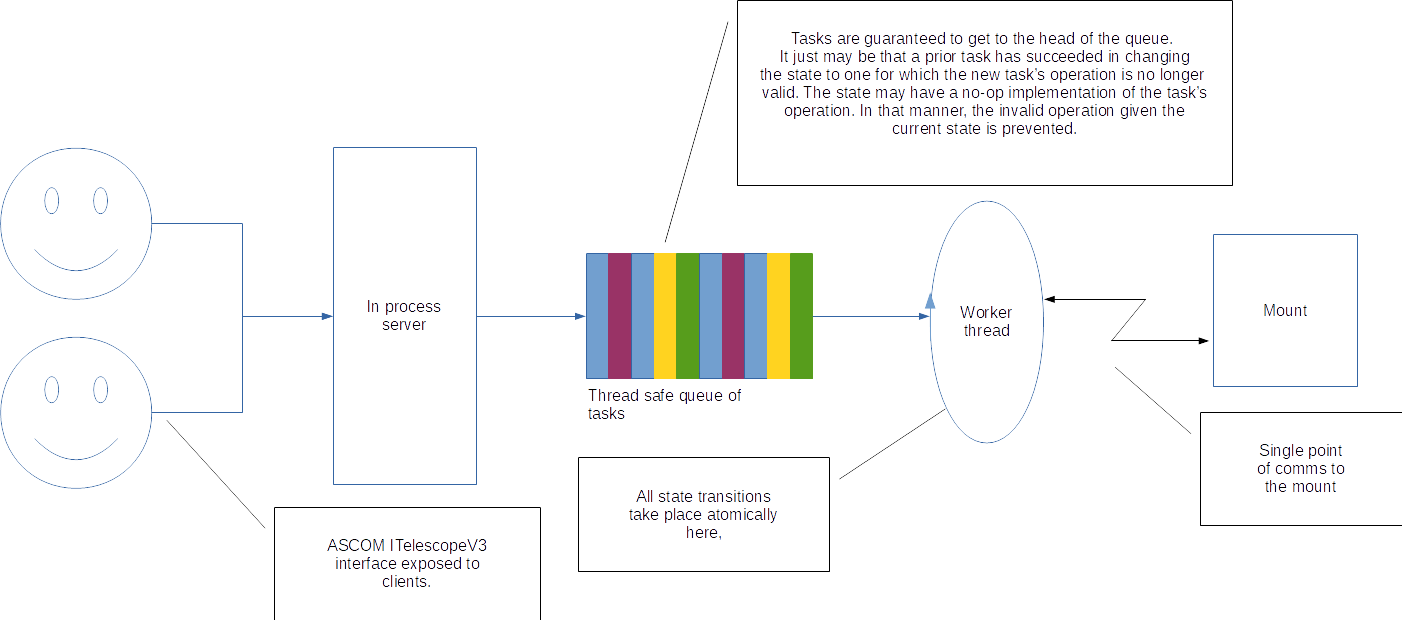 Tasks are guaranteed to get to the head of the queue.
It just may be that a prior task has succeeded in changing
the state to one for which the new task's operation is no longer
valid. The state may have a no-op implementation of the task's
operation. In that manner, the invalid operation given the
current state is prevented.
In process
server
Worker
thread
Mount
Thread safe queue of
tasks
Single point
of comms to
the mount
All state transitions
take place atomically
here,
ASCOM ITelescopeV3
interface exposed to
clients.